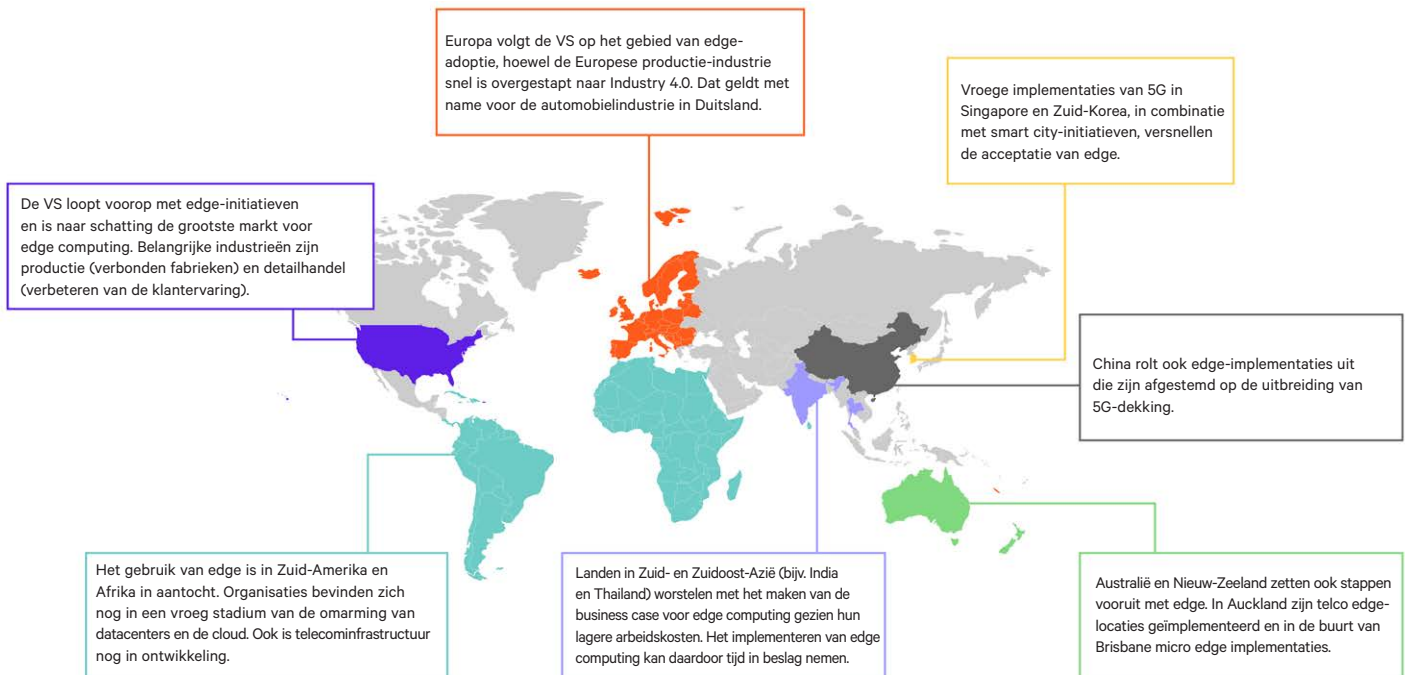 Europa volgt de VS op het gebied van edge-
adoptie, hoewel de Europese productie-industrie
snel is overgestapt naar Industry 4.0. Dat geldt met
name voor de automobielindustrie in Duitsland.
Vroege implementaties van 5G in
Singapore en Zuid-Korea, in combinatie
met smart city-initiatieven, versnellen
de acceptatie van edge.
De VS loopt voorop met edge-initiatieven
en is naar schatting de grootste markt voor
edge computing. Belangrijke industrieën zijn
productie (verbonden fabrieken) en detailhandel
(verbeteren van de klantervaring).
China rolt ook edge-implementaties uit
die zijn afgestemd op de uitbreiding van
5G-dekking.
Het gebruik van edge is in Zuid-Amerika en
Afrika in aantocht. Organisaties bevinden zich
nog in een vroeg stadium van de omarming van
datacenters en de cloud. Ook is telecominfrastructuur
nog in ontwikkeling.
Landen in Zuid- en Zuidoost-Azië (bijv. India
en Thailand) worstelen met het maken van de
business case voor edge computing gezien hun
lagere arbeidskosten. Het implementeren van edge
computing kan daardoor tijd in beslag nemen.
Australië en Nieuw-Zeeland zetten ook stappen
vooruit met edge. In Auckland zijn telco edge-
locaties geïmplementeerd en in de buurt van
Brisbane micro edge implementaties.